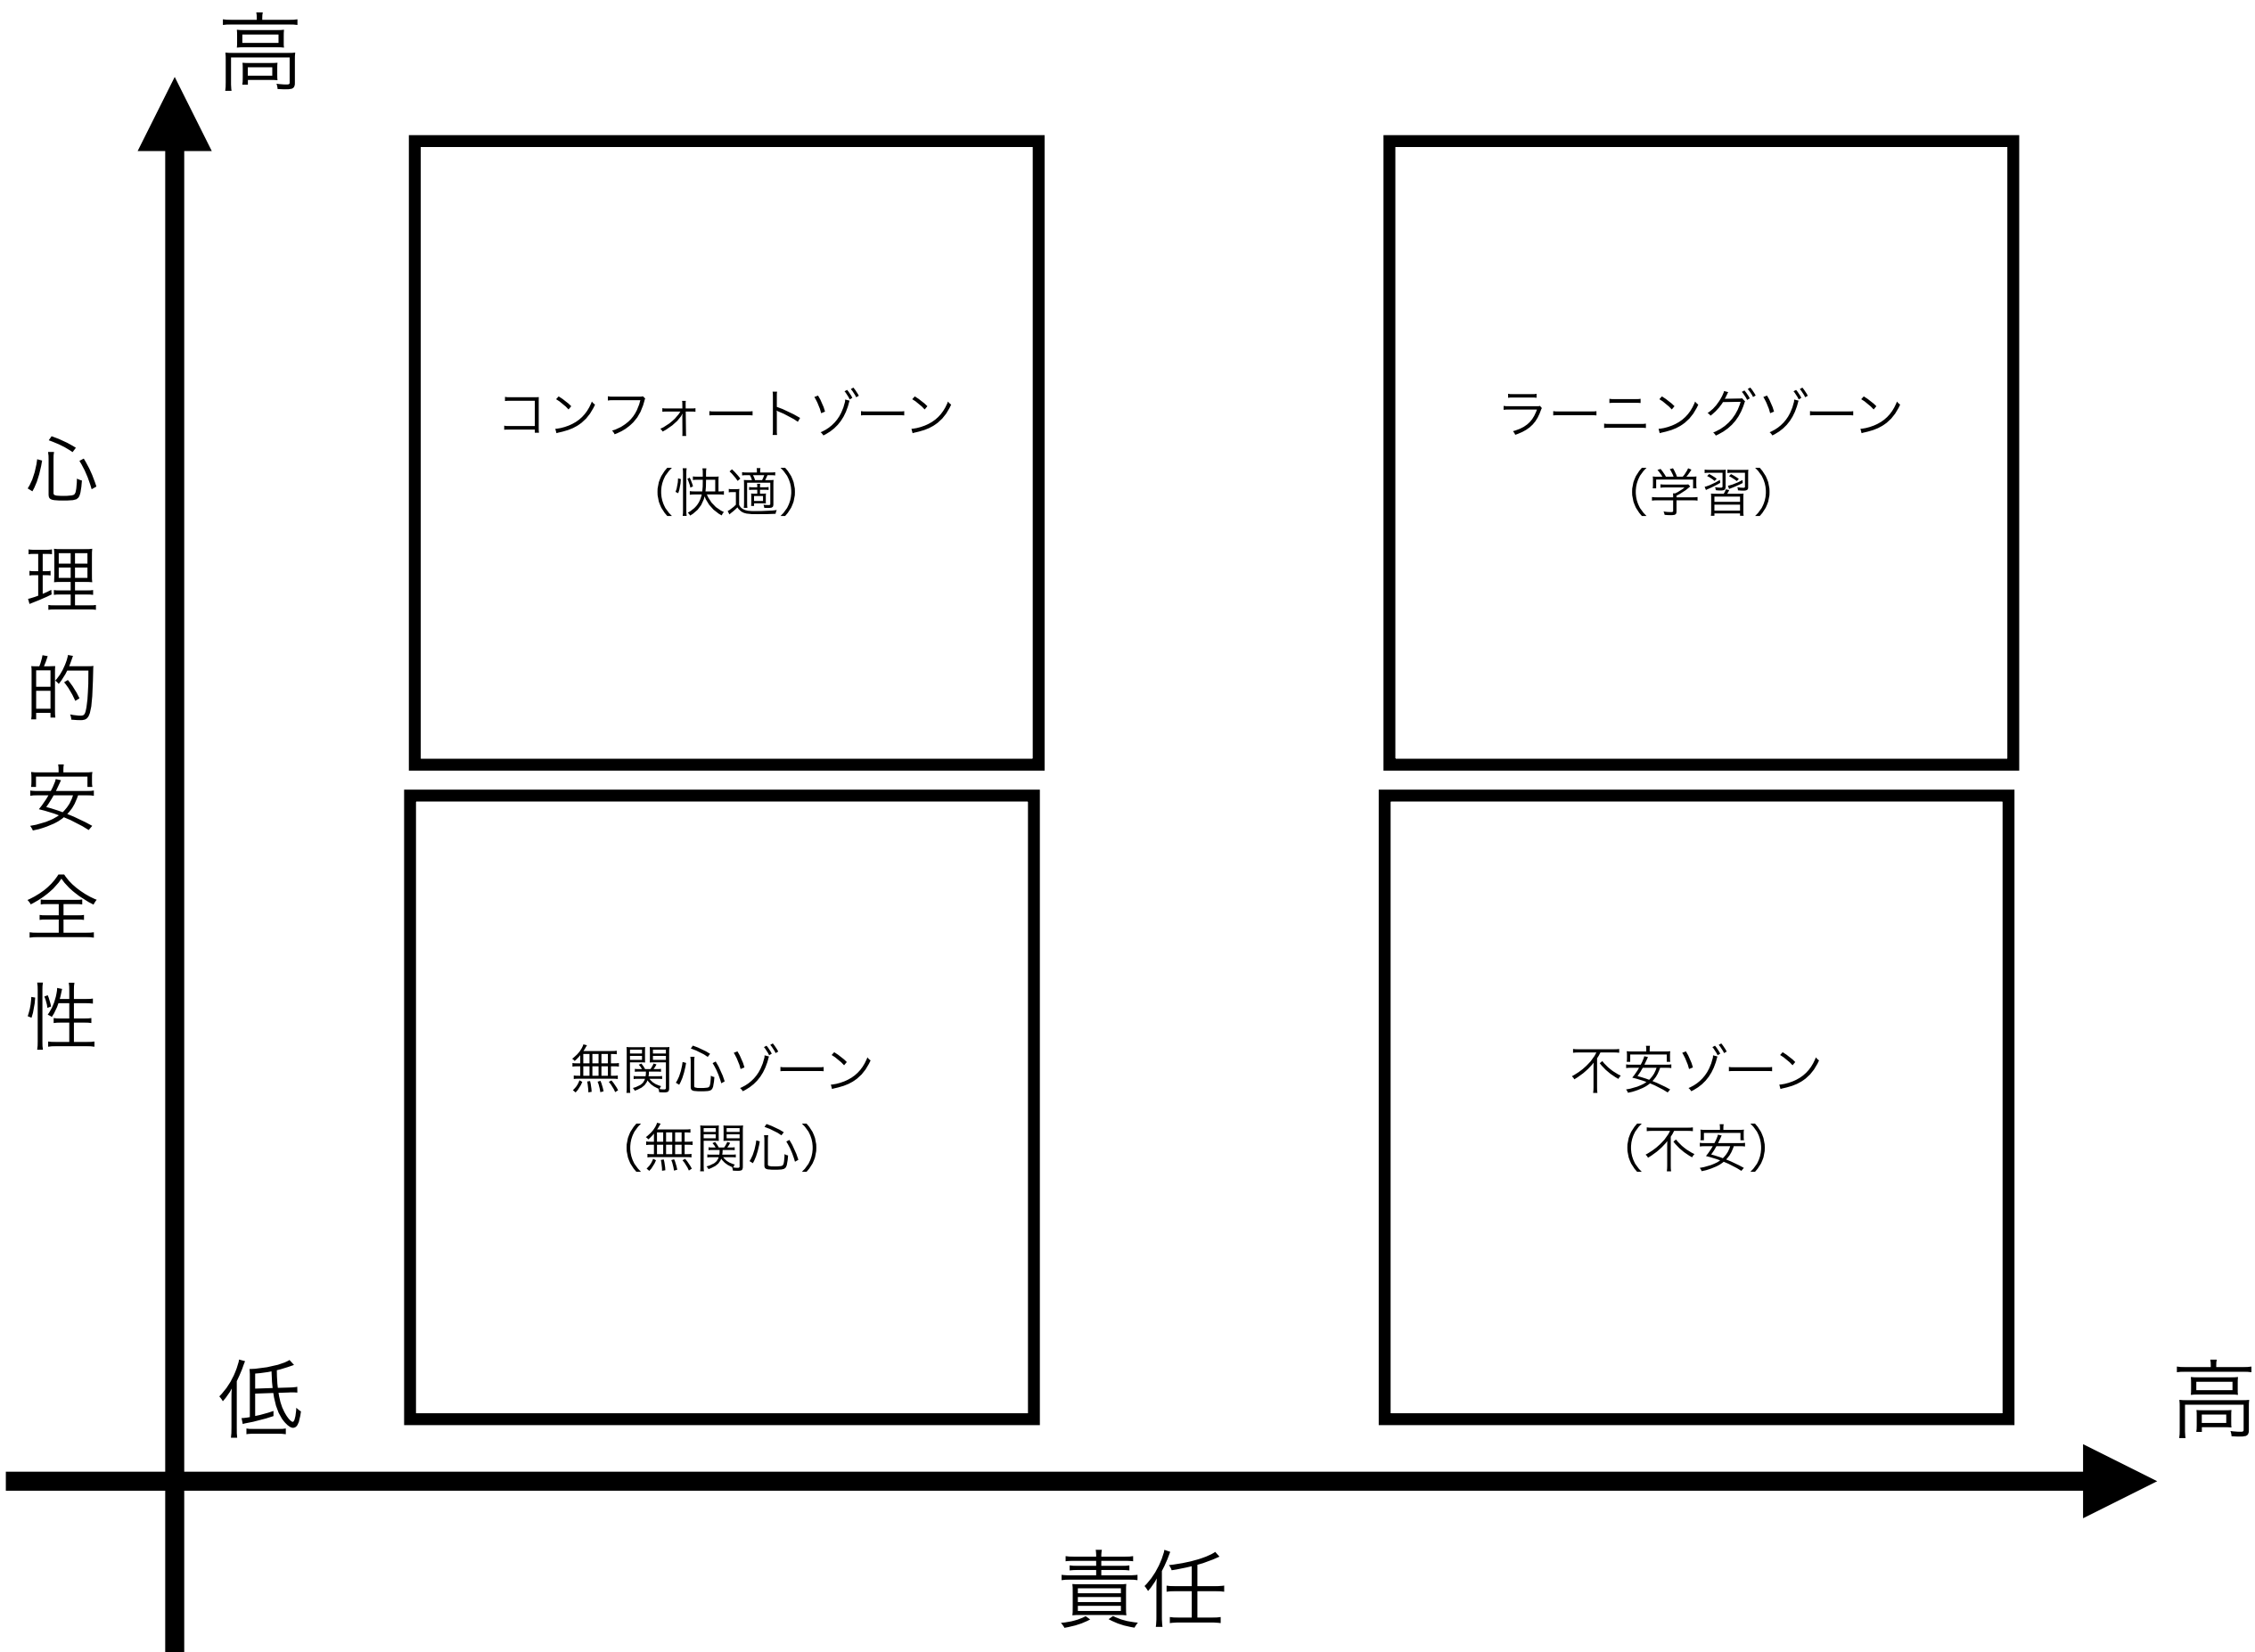 高
コンフォートゾーン
(快適)
ラーニングゾーン
(学習)
心理的安全性
無関心ゾーン
(無関心)
不安ゾーン
(不安)
低
高
責任